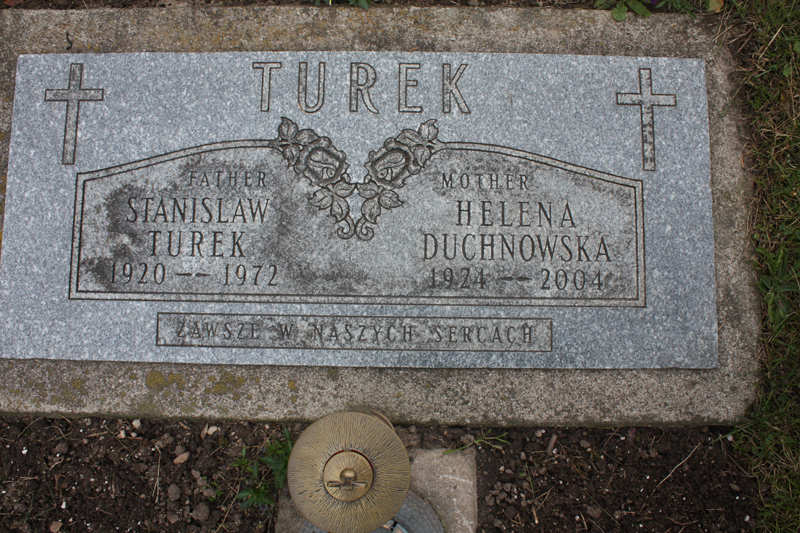 TUREK
FATHER
STANISLAW
TUREK
1920 -- 1972
MOTHER
HELENA
DUCHNOWSKA
1924 -- 2004
ZAWSZE W NASZYCH SERCACH